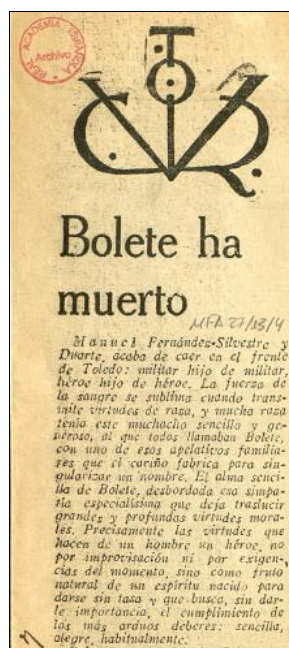 REAL ACADEMIA ESPAÑOLA
Archivo
Bolete ha
muerto
MFA 27/13/4
Manuel Fernández-Silvestre y
Duarte, acaba de caer en el frente
de Toledo: militar hijo de militar,
héroe hijo de héroe. La fuerza de
la sangre se sublima cuando trans-
mite virtudes de raza, y mucha raza
tenía este muchacho sencillo y ge-
neroso, al que todos llamaban Bolete,
con uno de esos apelativos familia-
res que el cariño fabrica para sin-
gularizar un nombre. El alma senci-
lla de Bolete, desbordada esa simpa-
tía especialísima que deja traslucir
grandes y profundas virtudes mora-
les. Precisamente las virtudes que
hacen de un hombre un héroe, no
por improvisación ni por exigen-
cias del momento, sino como fruto
natural de un espíritu nacido para
darse sin tasa y que busca, sin dar-
le importancia, el cumplimiento de
los más arduos deberes: sencilla,
alegre, habitualmente.